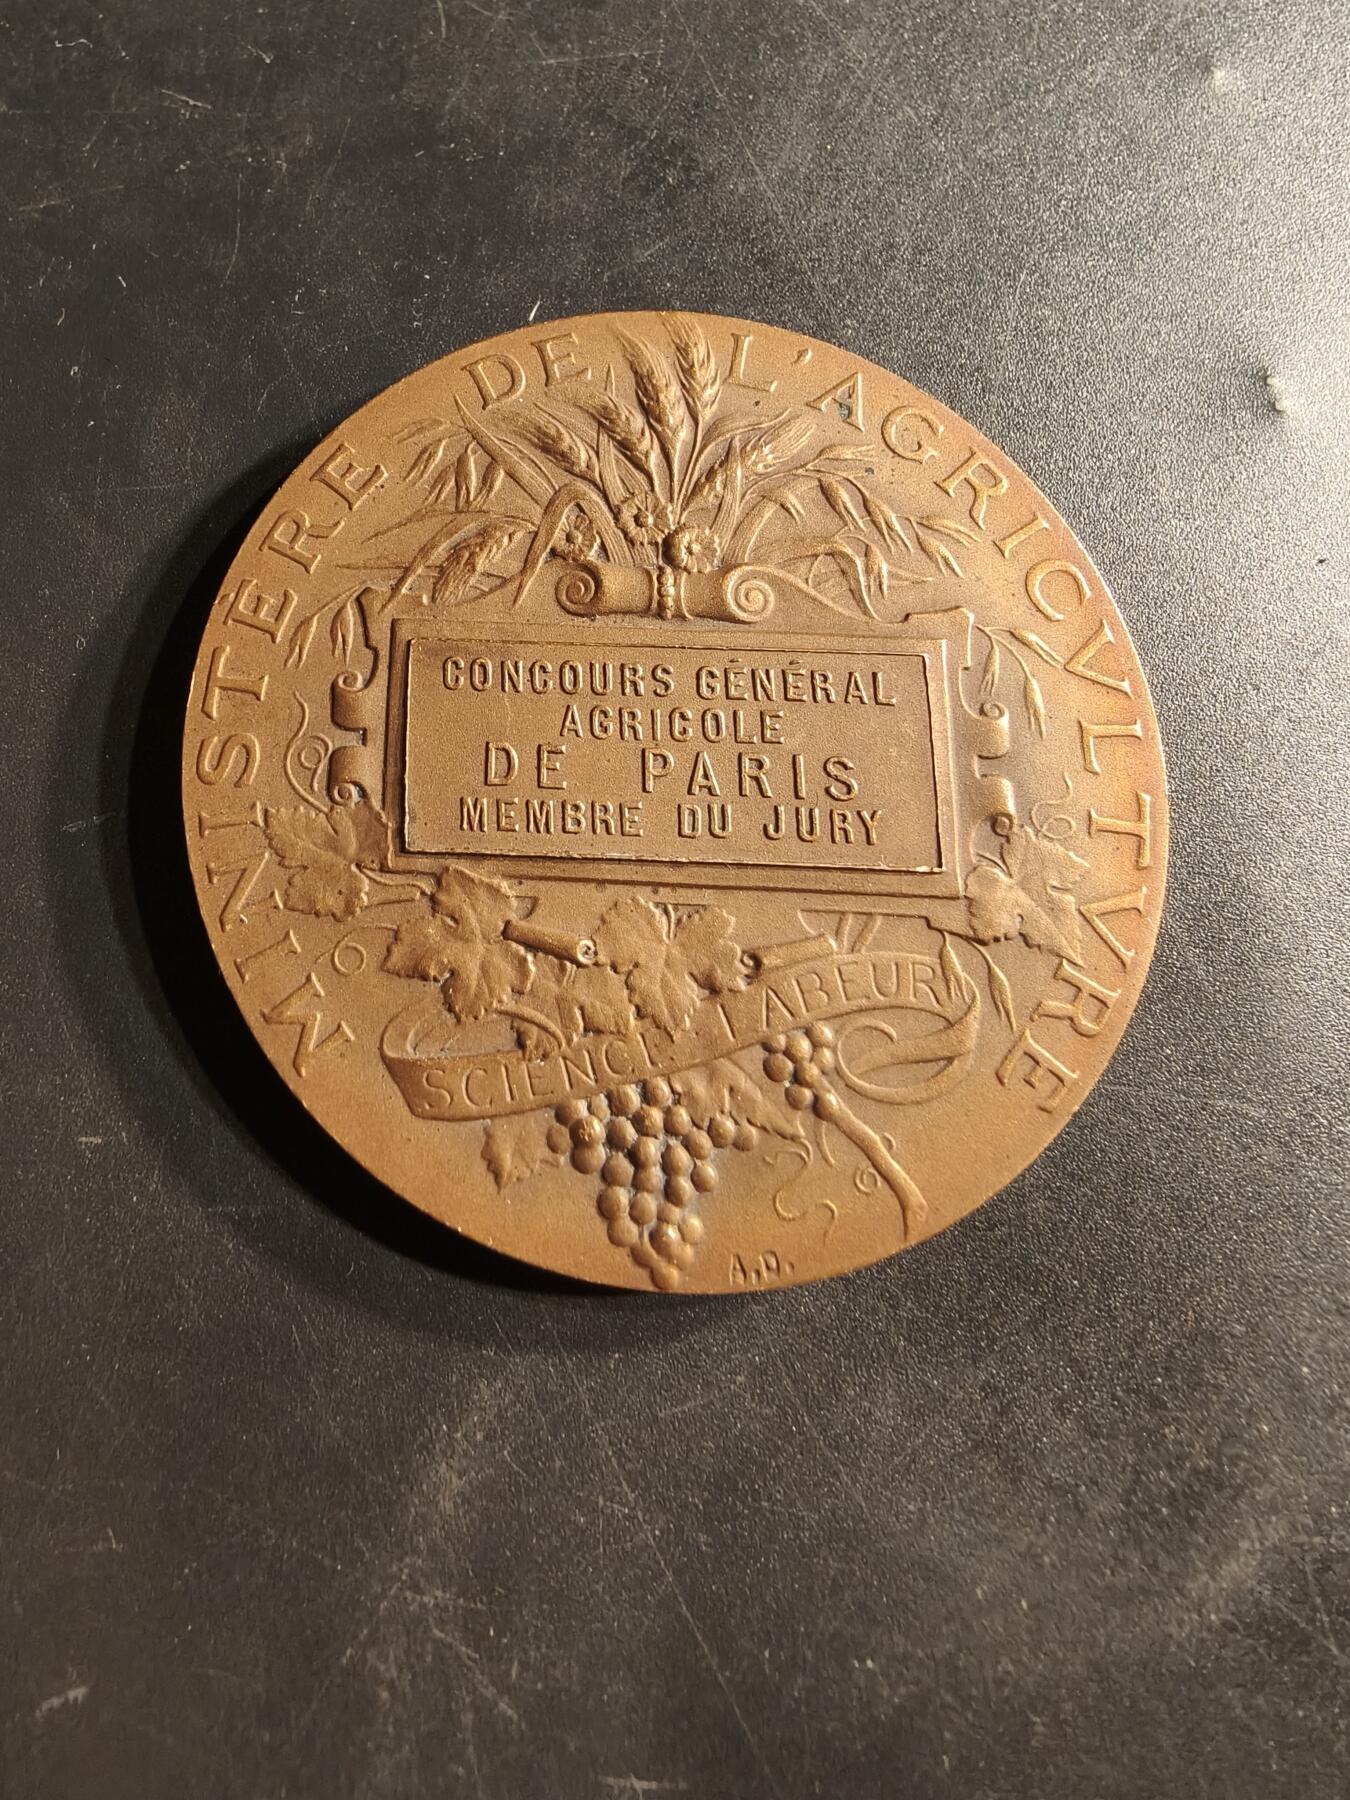 MINISTÈRE DE L'AGRICVLTVRE
CONCOURS GÉNÉRAL
AGRICOLE
DE PARIS
MEMBRE DU JURY
SCIENCE LABEUR
A.D.